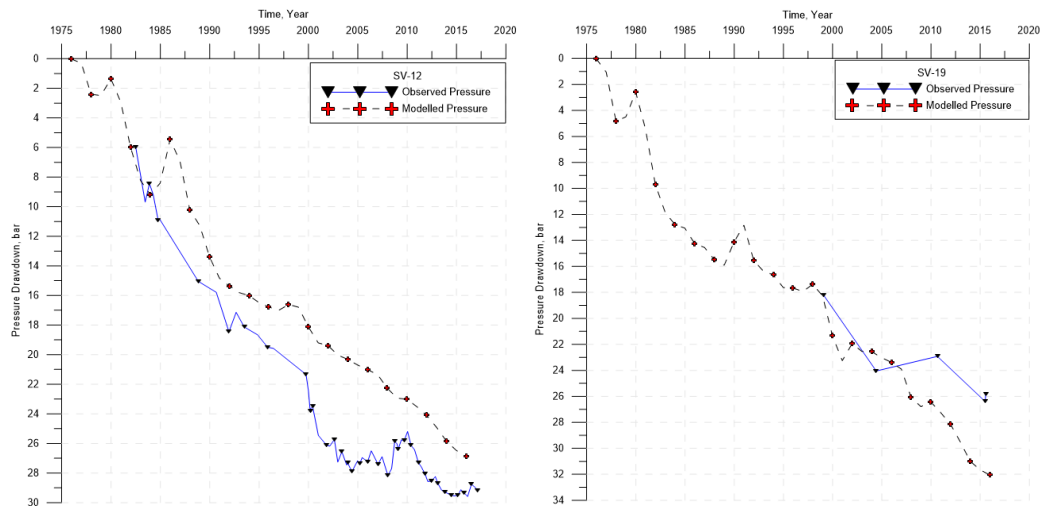 Time, Year
1975 1980 1985 1990 1995 2000 2005 2010 2015 2020
0
2
4
6
8
10
12
14
16
18
20
22
24
26
28
30
Pressure Drawdown, bar
SV-12
Observed Pressure
Modelled Pressure
Time, Year
1975 1980 1985 1990 1995 2000 2005 2010 2015 2020
0
2
4
6
8
10
12
14
16
18
20
22
24
26
28
30
32
34
Pressure Drawdown, bar
SV-19
Observed Pressure
Modelled Pressure